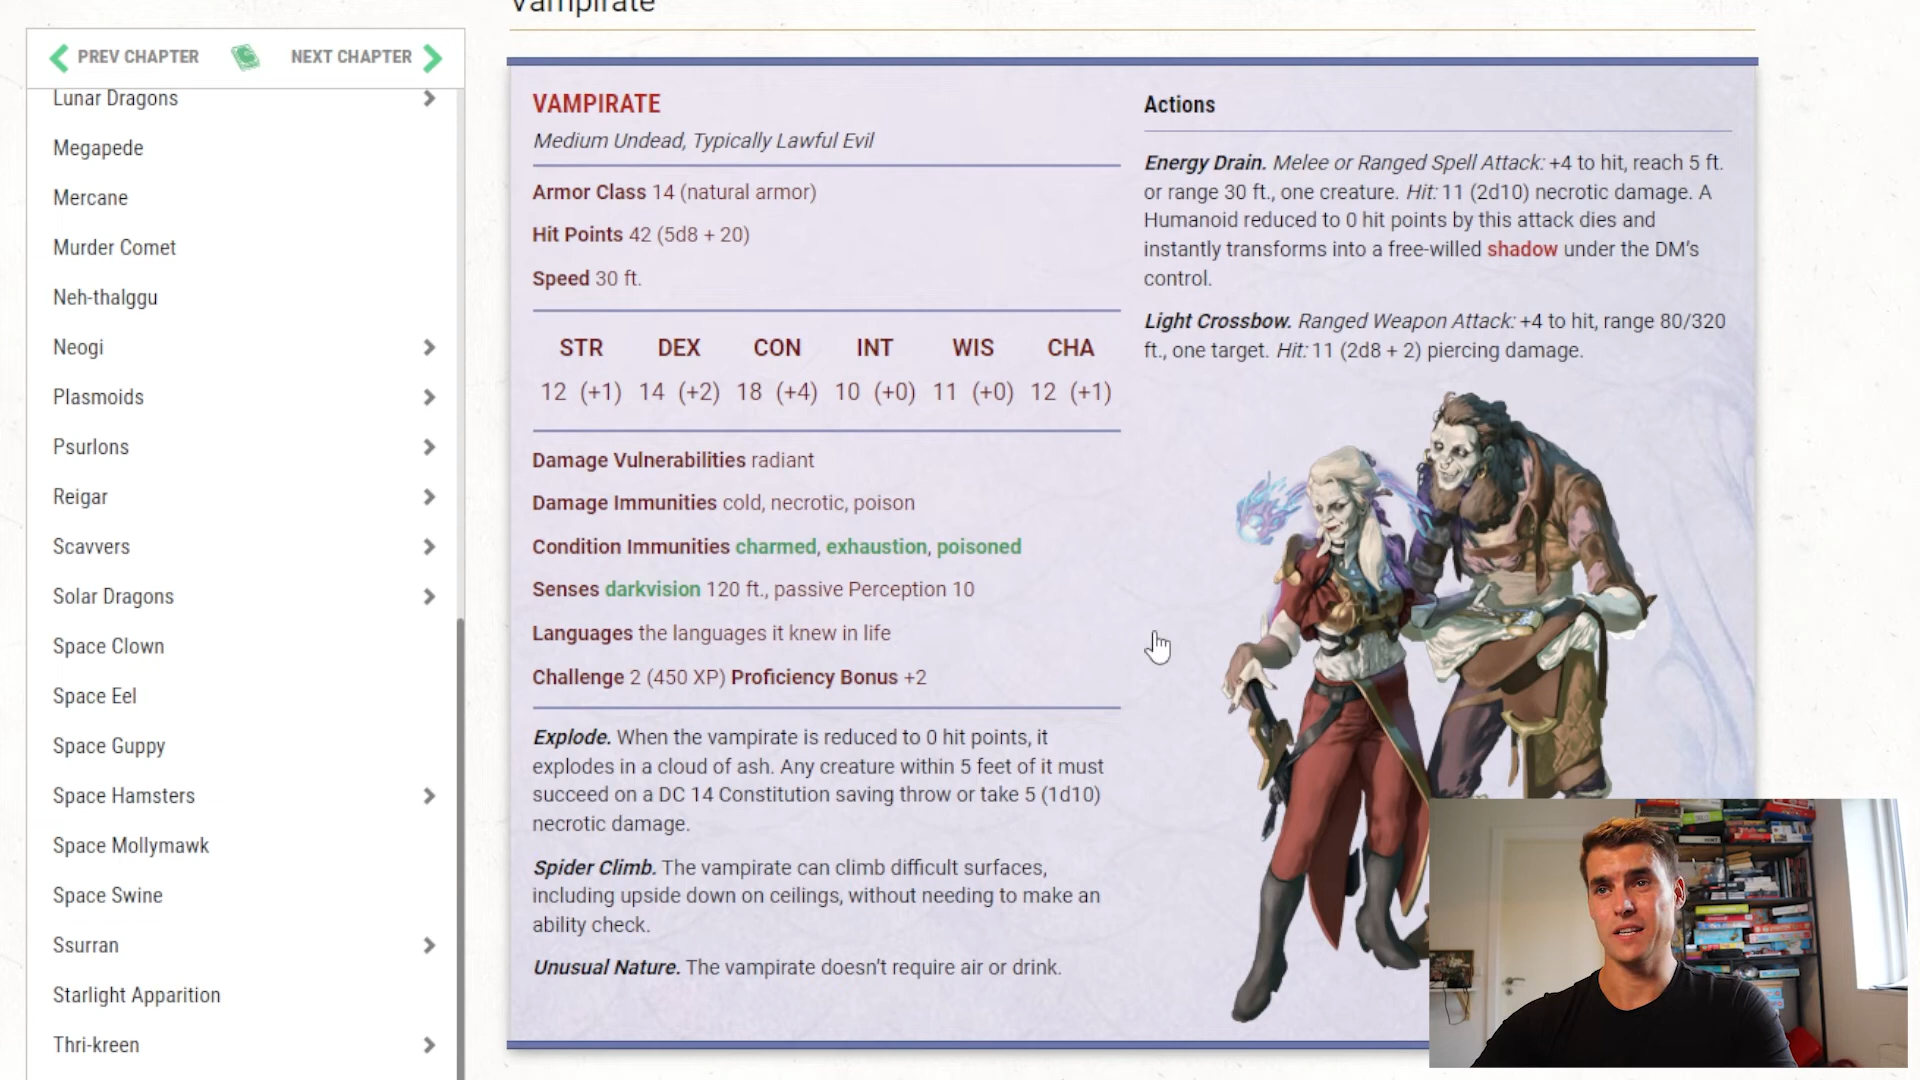 Vampirate
PREV CHAPTER
NEXT CHAPTER
Lunar Dragons
Megapede
Mercane
Murder Comet
Neh-thalggu
Neogi
Plasmoids
Psurlons
Reigar
Scavvers
Solar Dragons
Space Clown
Space Eel
Space Guppy
Space Hamsters
Space Mollymawk
Space Swine
Ssurran
Starlight Apparition
Thri-kreen
VAMPIRATE
Medium Undead, Typically Lawful Evil
Armor Class 14 (natural armor)
Hit Points 42 (5d8 + 20)
Speed 30 ft.
STR DEX CON INT WIS CHA
12 (+1) 14 (+2) 18 (+4) 10 (+0) 11 (+0) 12 (+1)
Damage Vulnerabilities radiant
Damage Immunities cold, necrotic, poison
Condition Immunities charmed, exhaustion, poisoned
Senses darkvision 120 ft., passive Perception 10
Languages the languages it knew in life
Challenge 2 (450 XP) Proficiency Bonus +2
Explode. When the vampirate is reduced to 0 hit points, it
explodes in a cloud of ash. Any creature within 5 feet of it must
succeed on a DC 14 Constitution saving throw or take 5 (1d10)
necrotic damage.
Spider Climb. The vampirate can climb difficult surfaces,
including upside down on ceilings, without needing to make an
ability check.
Unusual Nature. The vampirate doesn't require air or drink.
Actions
Energy Drain. Melee or Ranged Spell Attack: +4 to hit, reach 5 ft.
or range 30 ft., one creature. Hit: 11 (2d10) necrotic damage. A
Humanoid reduced to 0 hit points by this attack dies and
instantly transforms into a free-willed shadow under the DM's
control.
Light Crossbow. Ranged Weapon Attack: +4 to hit, range 80/320
ft., one target. Hit: 11 (2d8 + 2) piercing damage.